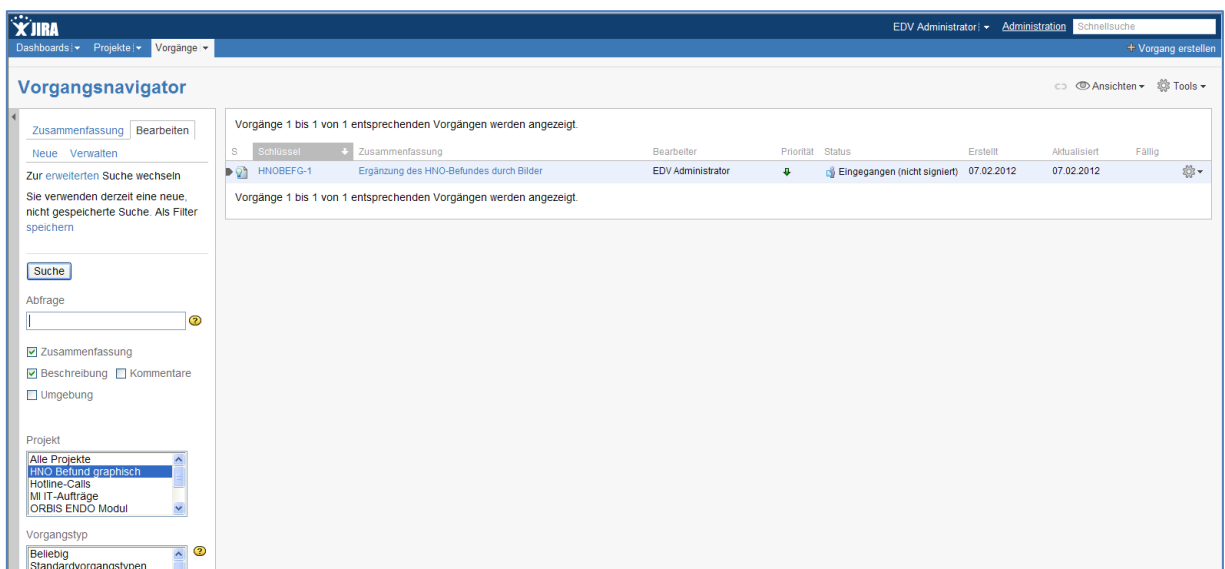 JIRA
EDV Administrator Administration Schnellsuche
Dashboards Projekte Vorgänge + Vorgang erstellen
Vorgangsnavigator
Ansichten Tools
Zusammenfassung Bearbeiten
Neue Verwalten
Zur erweiterten Suche wechseln
Sie verwenden derzeit eine neue,
nicht gespeicherte Suche. Als Filter
speichern
Suche
Abfrage
Zusammenfassung
Beschreibung Kommentare
Umgebung
Projekt
Alle Projekte
HNO Befund graphisch
Hotline-Calls
MI IT-Aufträge
ORBIS ENDO Modul
Vorgangstyp
Beliebig
Standardvorgangstypen
Vorgänge 1 bis 1 von 1 entsprechenden Vorgängen werden angezeigt.
S Schlüssel Zusammenfassung Bearbeiter Priorität Status Erstellt Aktualisiert Fällig
HNOBEFG-1 Ergänzung des HNO-Befundes durch Bilder EDV Administrator Eingegangen (nicht signiert) 07.02.2012 07.02.2012
Vorgänge 1 bis 1 von 1 entsprechenden Vorgängen werden angezeigt.